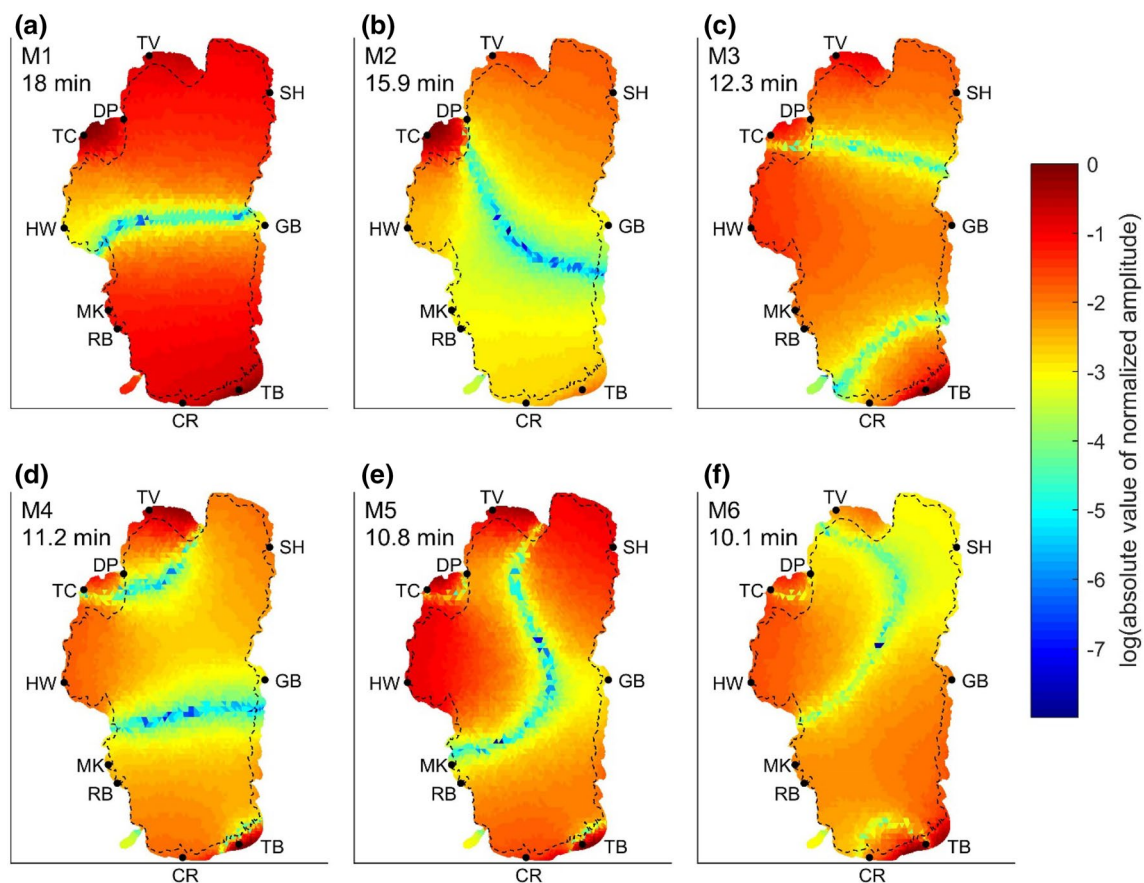 (a)
M1
18 min
TV
DP
TC
SH
HW
GB
MK
RB
TB
CR
(b)
M2
15.9 min
TV
DP
TC
SH
HW
GB
MK
RB
TB
CR
(c)
M3
12.3 min
TV
DP
TC
SH
HW
GB
MK
RB
TB
CR
0
-1
-2
-3
-4
-5
-6
-7
log(absolute value of normalized amplitude)
(d)
M4
11.2 min
TV
DP
TC
SH
HW
GB
MK
RB
TB
CR
(e)
M5
10.8 min
TV
DP
TC
SH
HW
GB
MK
RB
TB
CR
(f)
M6
10.1 min
TV
DP
TC
SH
HW
GB
MK
RB
TB
CR